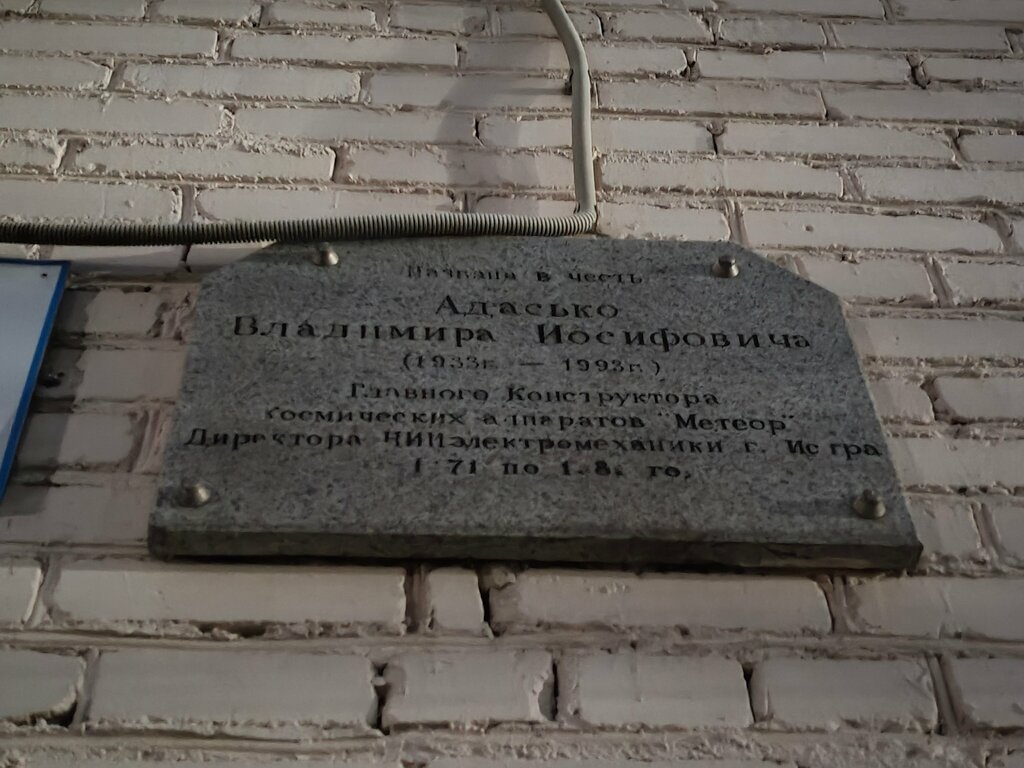 Названа в честь
Адасько
Владимира Иосифовича
(1933г. — 1993г.)
Главного Конструктора
космических аппаратов "Метеор"
Директора НИИэлектромеханики г. Истра
по